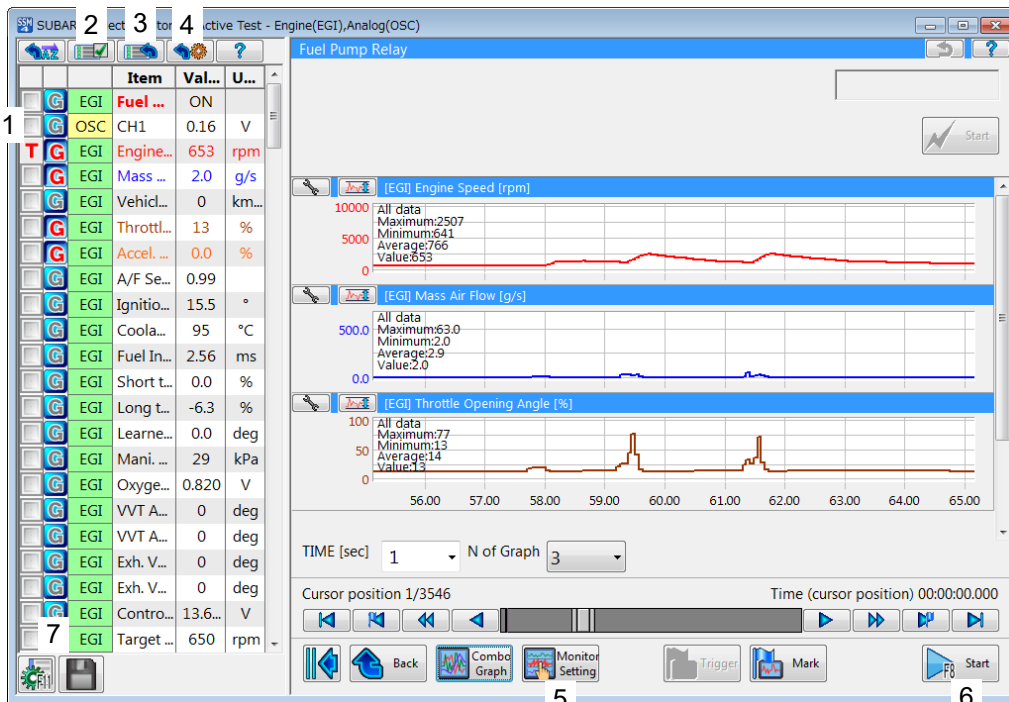 SUBAR ect tor ctive Test - Engine(EGI),Analog(OSC)
2 3 4
Fuel Pump Relay
Item Val... U...
1
G EGI Fuel ... ON
G OSC CH1 0.16 V
T G EGI Engine... 653 rpm
G EGI Mass ... 2.0 g/s
G EGI Vehicl... 0 km...
G EGI Throttl... 13 %
G EGI Accel. ... 0.0 %
G EGI A/F Se... 0.99
G EGI Ignitio... 15.5 °
G EGI Coola... 95 °C
G EGI Fuel In... 2.56 ms
G EGI Short t... 0.0 %
G EGI Long t... -6.3 %
G EGI Learne... 0.0 deg
G EGI Mani. ... 29 kPa
G EGI Oxyge... 0.820 V
G EGI VVT A... 0 deg
G EGI VVT A... 0 deg
G EGI Exh. V... 0 deg
G EGI Exh. V... 0 deg
G EGI Contro... 13.6... V
EGI Target ... 650 rpm
7
F11
Start
[EGI] Engine Speed [rpm]
10000
5000
0
All data
Maximum:2507
Minimum:641
Average:766
Value:653
[EGI] Mass Air Flow [g/s]
500.0
0.0
All data
Maximum:63.0
Minimum:2.0
Average:2.9
Value:2.0
[EGI] Throttle Opening Angle [%]
100
50
0
All data
Maximum:77
Minimum:13
Average:14
Value:13
56.00 57.00 58.00 59.00 60.00 61.00 62.00 63.00 64.00 65.00
TIME [sec] 1 N of Graph 3
Cursor position 1/3546 Time (cursor position) 00:00:00.000
Back Combo Graph Monitor Setting Trigger Mark F8 Start
5 6